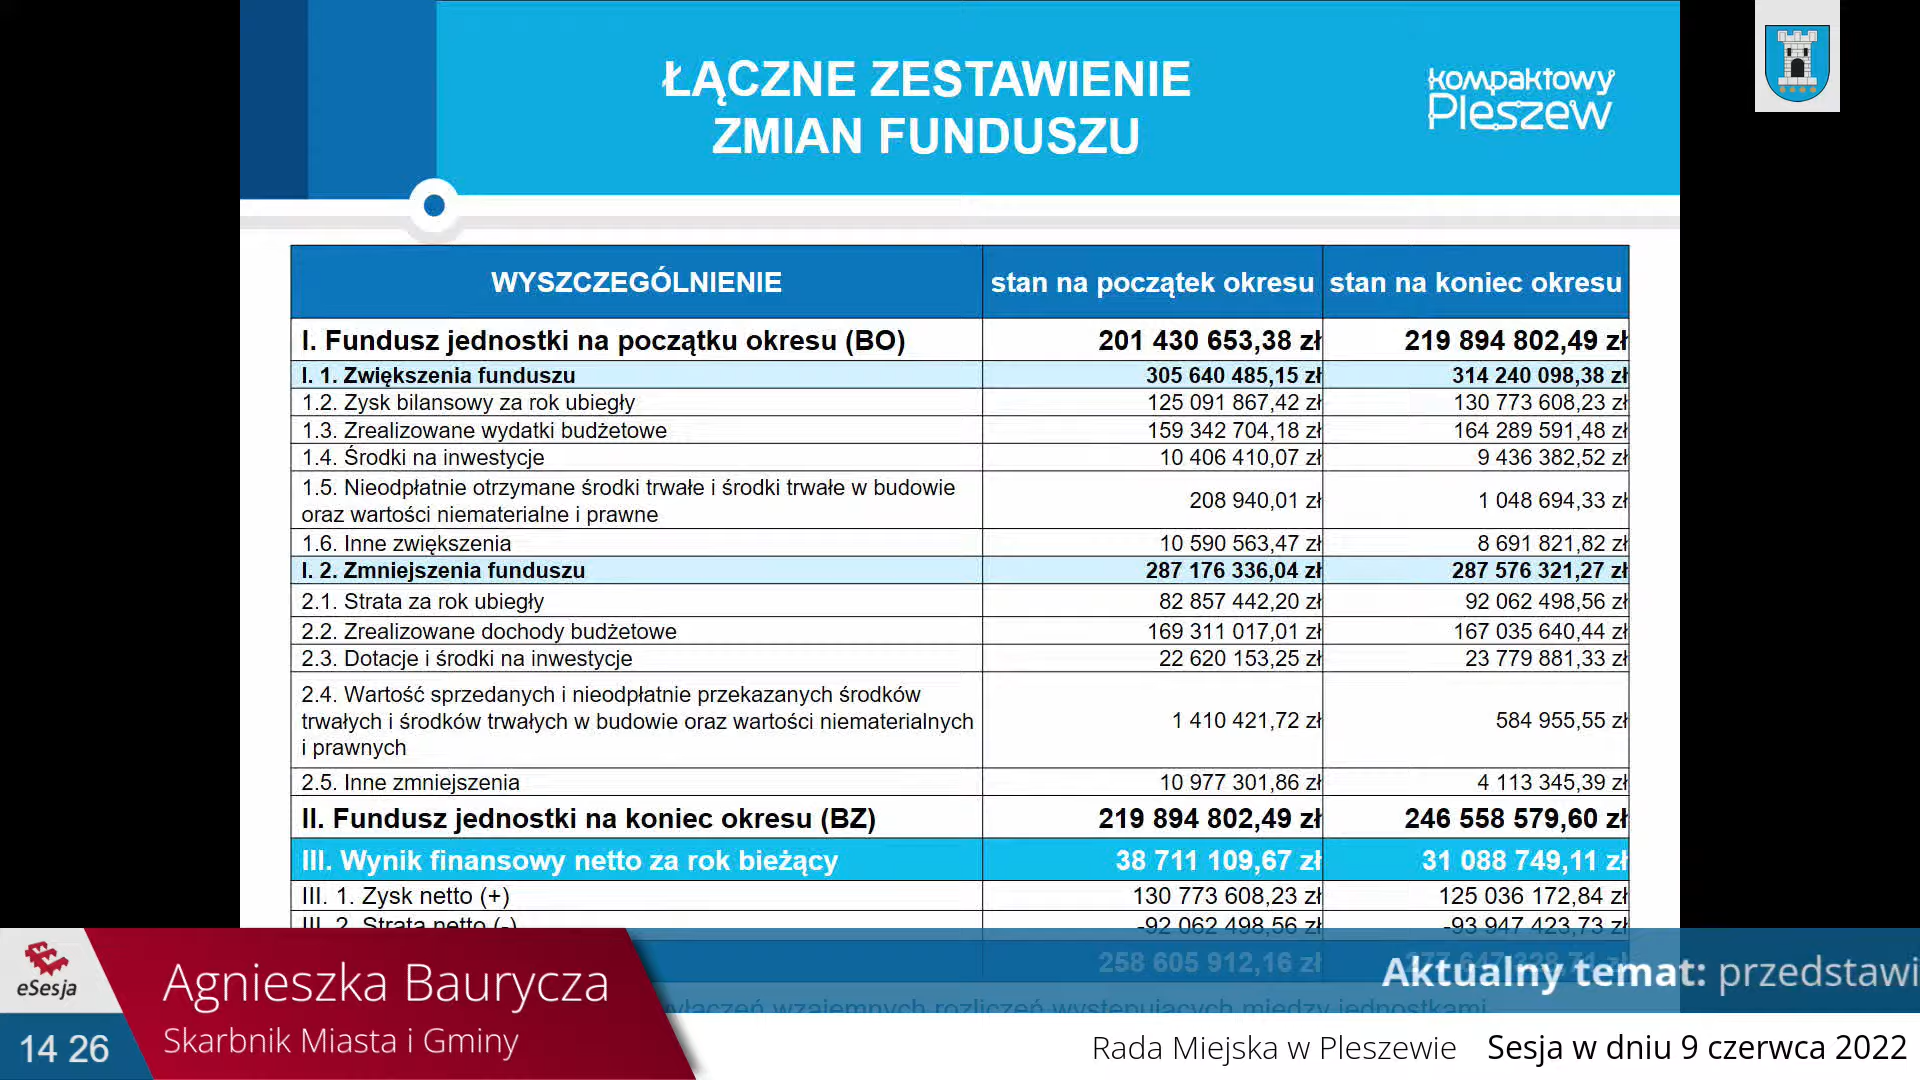 ŁĄCZNE ZESTAWIENIE
ZMIAN FUNDUSZU
kompaktowy
Pleszew
WYSZCZEGÓLNIENIE stan na początek okresu stan na koniec okresu
I. Fundusz jednostki na początku okresu (BO) 201 430 653,38 zł 219 894 802,49 zł
I. 1. Zwiększenia funduszu 305 640 485,15 zł 314 240 098,38 zł
1.2. Zysk bilansowy za rok ubiegły 125 091 867,42 zł 130 773 608,23 zł
1.3. Zrealizowane wydatki budżetowe 159 342 704,18 zł 164 289 591,48 zł
1.4. Środki na inwestycje 10 406 410,07 zł 9 436 382,52 zł
1.5. Nieodpłatnie otrzymane środki trwałe i środki trwałe w budowie
oraz wartości niematerialne i prawne 208 940,01 zł 1 048 694,33 zł
1.6. Inne zwiększenia 10 590 563,47 zł 8 691 821,82 zł
I. 2. Zmniejszenia funduszu 287 176 336,04 zł 287 576 321,27 zł
2.1. Strata za rok ubiegły 82 857 442,20 zł 92 062 498,56 zł
2.2. Zrealizowane dochody budżetowe 169 311 017,01 zł 167 035 640,44 zł
2.3. Dotacje i środki na inwestycje 22 620 153,25 zł 23 779 881,33 zł
2.4. Wartość sprzedanych i nieodpłatnie przekazanych środków
trwałych i środków trwałych w budowie oraz wartości niematerialnych 1 410 421,72 zł 584 955,55 zł
i prawnych
2.5. Inne zmniejszenia 10 977 301,86 zł 4 113 345,39 zł
II. Fundusz jednostki na koniec okresu (BZ) 219 894 802,49 zł 246 558 579,60 zł
III. Wynik finansowy netto za rok bieżący 38 711 109,67 zł 31 088 749,11 zł
III. 1. Zysk netto (+) 130 773 608,23 zł 125 036 172,84 zł
III. 2. Strata netto (-) -92 062 498,56 zł -93 947 423,73 zł
258 605 912,16 zł
Aktualny temat: przedstawi
wyłączeń wzajemnych rozliczeń występujących między jednostkami
eSesja
Agnieszka Baurycza
Skarbnik Miasta i Gminy
14 26
Rada Miejska w Pleszewie Sesja w dniu 9 czerwca 2022